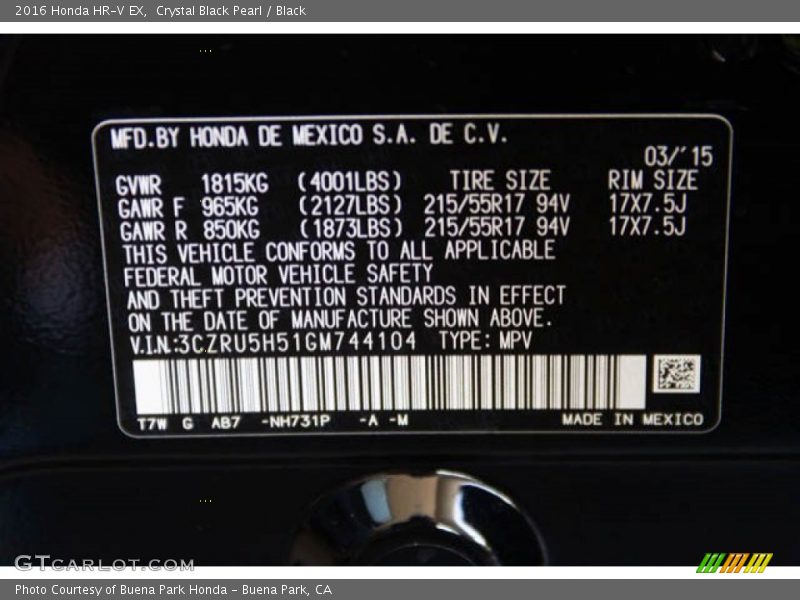 2016 Honda HR-V EX, Crystal Black Pearl / Black
MFD.BY HONDA DE MEXICO S.A. DE C.V.
03/'15
GVWR 1815KG (4001LBS) TIRE SIZE RIM SIZE
GAWR F 965KG (2127LBS) 215/55R17 94V 17X7.5J
GAWR R 850KG (1873LBS) 215/55R17 94V 17X7.5J
THIS VEHICLE CONFORMS TO ALL APPLICABLE
FEDERAL MOTOR VEHICLE SAFETY
AND THEFT PREVENTION STANDARDS IN EFFECT
ON THE DATE OF MANUFACTURE SHOWN ABOVE.
V.I.N.:3CZRU5H51GM744104 TYPE: MPV
T7W G AB7 -NH731P -A -M MADE IN MEXICO
GTCARLOT.COM
Photo Courtesy of Buena Park Honda - Buena Park, CA